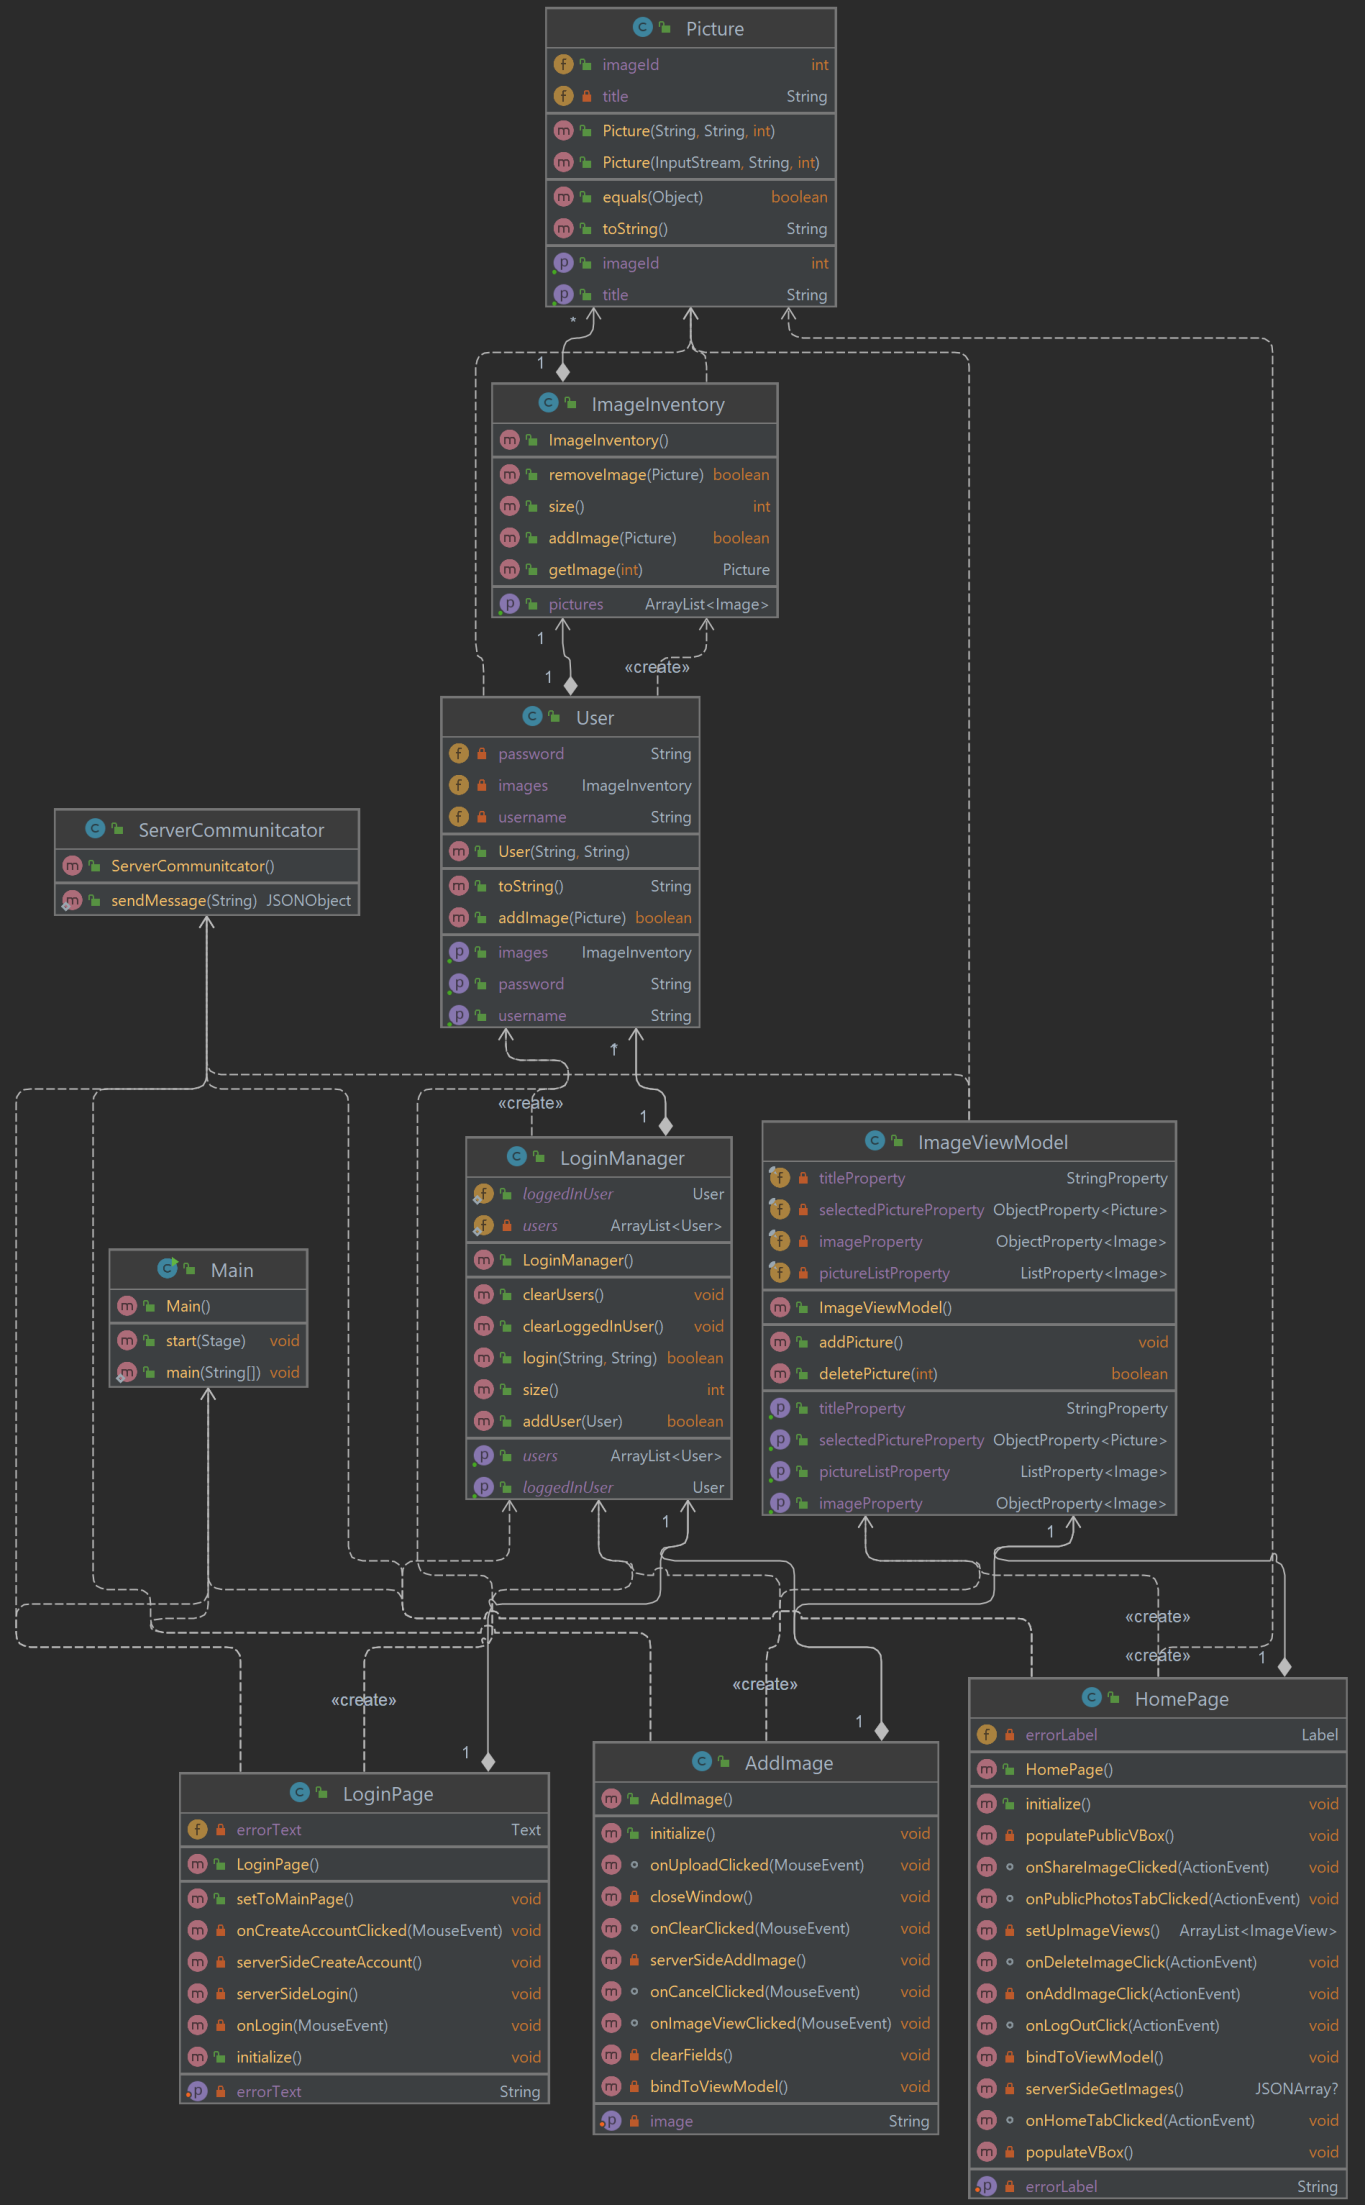 Picture
imageId int
title String
Picture(String, String, int)
Picture(InputStream, String, int)
equals(Object) boolean
toString() String
imageId int
title String
*
1
ImageInventory
ImageInventory()
removeImage(Picture) boolean
size() int
addImage(Picture) boolean
getImage(int) Picture
pictures ArrayList<Image>
1
1
«create»
User
password String
images ImageInventory
username String
User(String, String)
toString() String
addImage(Picture) boolean
images ImageInventory
password String
username String
ServerCommunitcator
ServerCommunitcator()
sendMessage(String) JSONObject
*
«create»
1
LoginManager
loggedInUser User
users ArrayList<User>
LoginManager()
clearUsers() void
clearLoggedInUser() void
login(String, String) boolean
size() int
addUser(User) boolean
users ArrayList<User>
loggedInUser User
1
ImageViewModel
titleProperty StringProperty
selectedPictureProperty ObjectProperty<Picture>
imageProperty ObjectProperty<Image>
pictureListProperty ListProperty<Image>
ImageViewModel()
addPicture() void
deletePicture(int) boolean
titleProperty StringProperty
selectedPictureProperty ObjectProperty<Picture>
pictureListProperty ListProperty<Image>
imageProperty ObjectProperty<Image>
1
Main
Main()
start(Stage) void
main(String[]) void
«create»
«create»
1
«create»
«create»
1
1
LoginPage
errorText Text
LoginPage()
setToMainPage() void
onCreateAccountClicked(MouseEvent) void
serverSideCreateAccount() void
serverSideLogin() void
onLogin(MouseEvent) void
initialize() void
errorText String
AddImage
AddImage()
initialize() void
onUploadClicked(MouseEvent) void
closeWindow() void
onClearClicked(MouseEvent) void
serverSideAddImage() void
onCancelClicked(MouseEvent) void
onImageViewClicked(MouseEvent) void
clearFields() void
bindToViewModel() void
image String
HomePage
errorLabel Label
HomePage()
initialize() void
populatePublicVBox() void
onShareImageClicked(ActionEvent) void
onPublicPhotosTabClicked(ActionEvent) void
setUpImageViews() ArrayList<ImageView>
onDeleteImageClick(ActionEvent) void
onAddImageClick(ActionEvent) void
onLogOutClick(ActionEvent) void
bindToViewModel() void
serverSideGetImages() JSONArray?
onHomeTabClicked(ActionEvent) void
populateVBox() void
errorLabel String